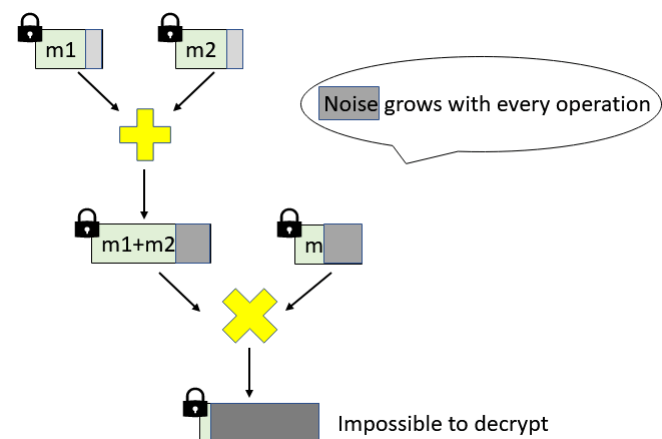 m1
m2
Noise grows with every operation
m1+m2
m
Impossible to decrypt